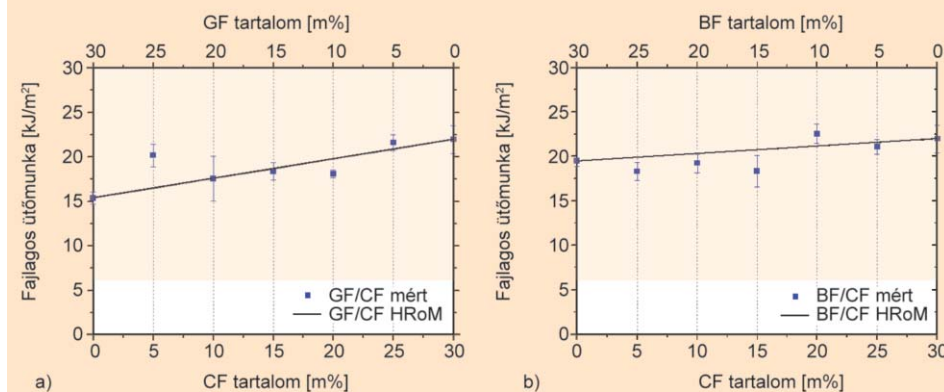 GF tartalom [m%]
30 25 20 15 10 5 0
Fajlagos ütőmunka [kJ/m²]
30
25
20
15
10
5
0
GF/CF mért
GF/CF HRoM
0 5 10 15 20 25 30
a)
CF tartalom [m%]
BF tartalom [m%]
30 25 20 15 10 5 0
Fajlagos ütőmunka [kJ/m²]
30
25
20
15
10
5
0
BF/CF mért
BF/CF HRoM
0 5 10 15 20 25 30
b)
CF tartalom [m%]